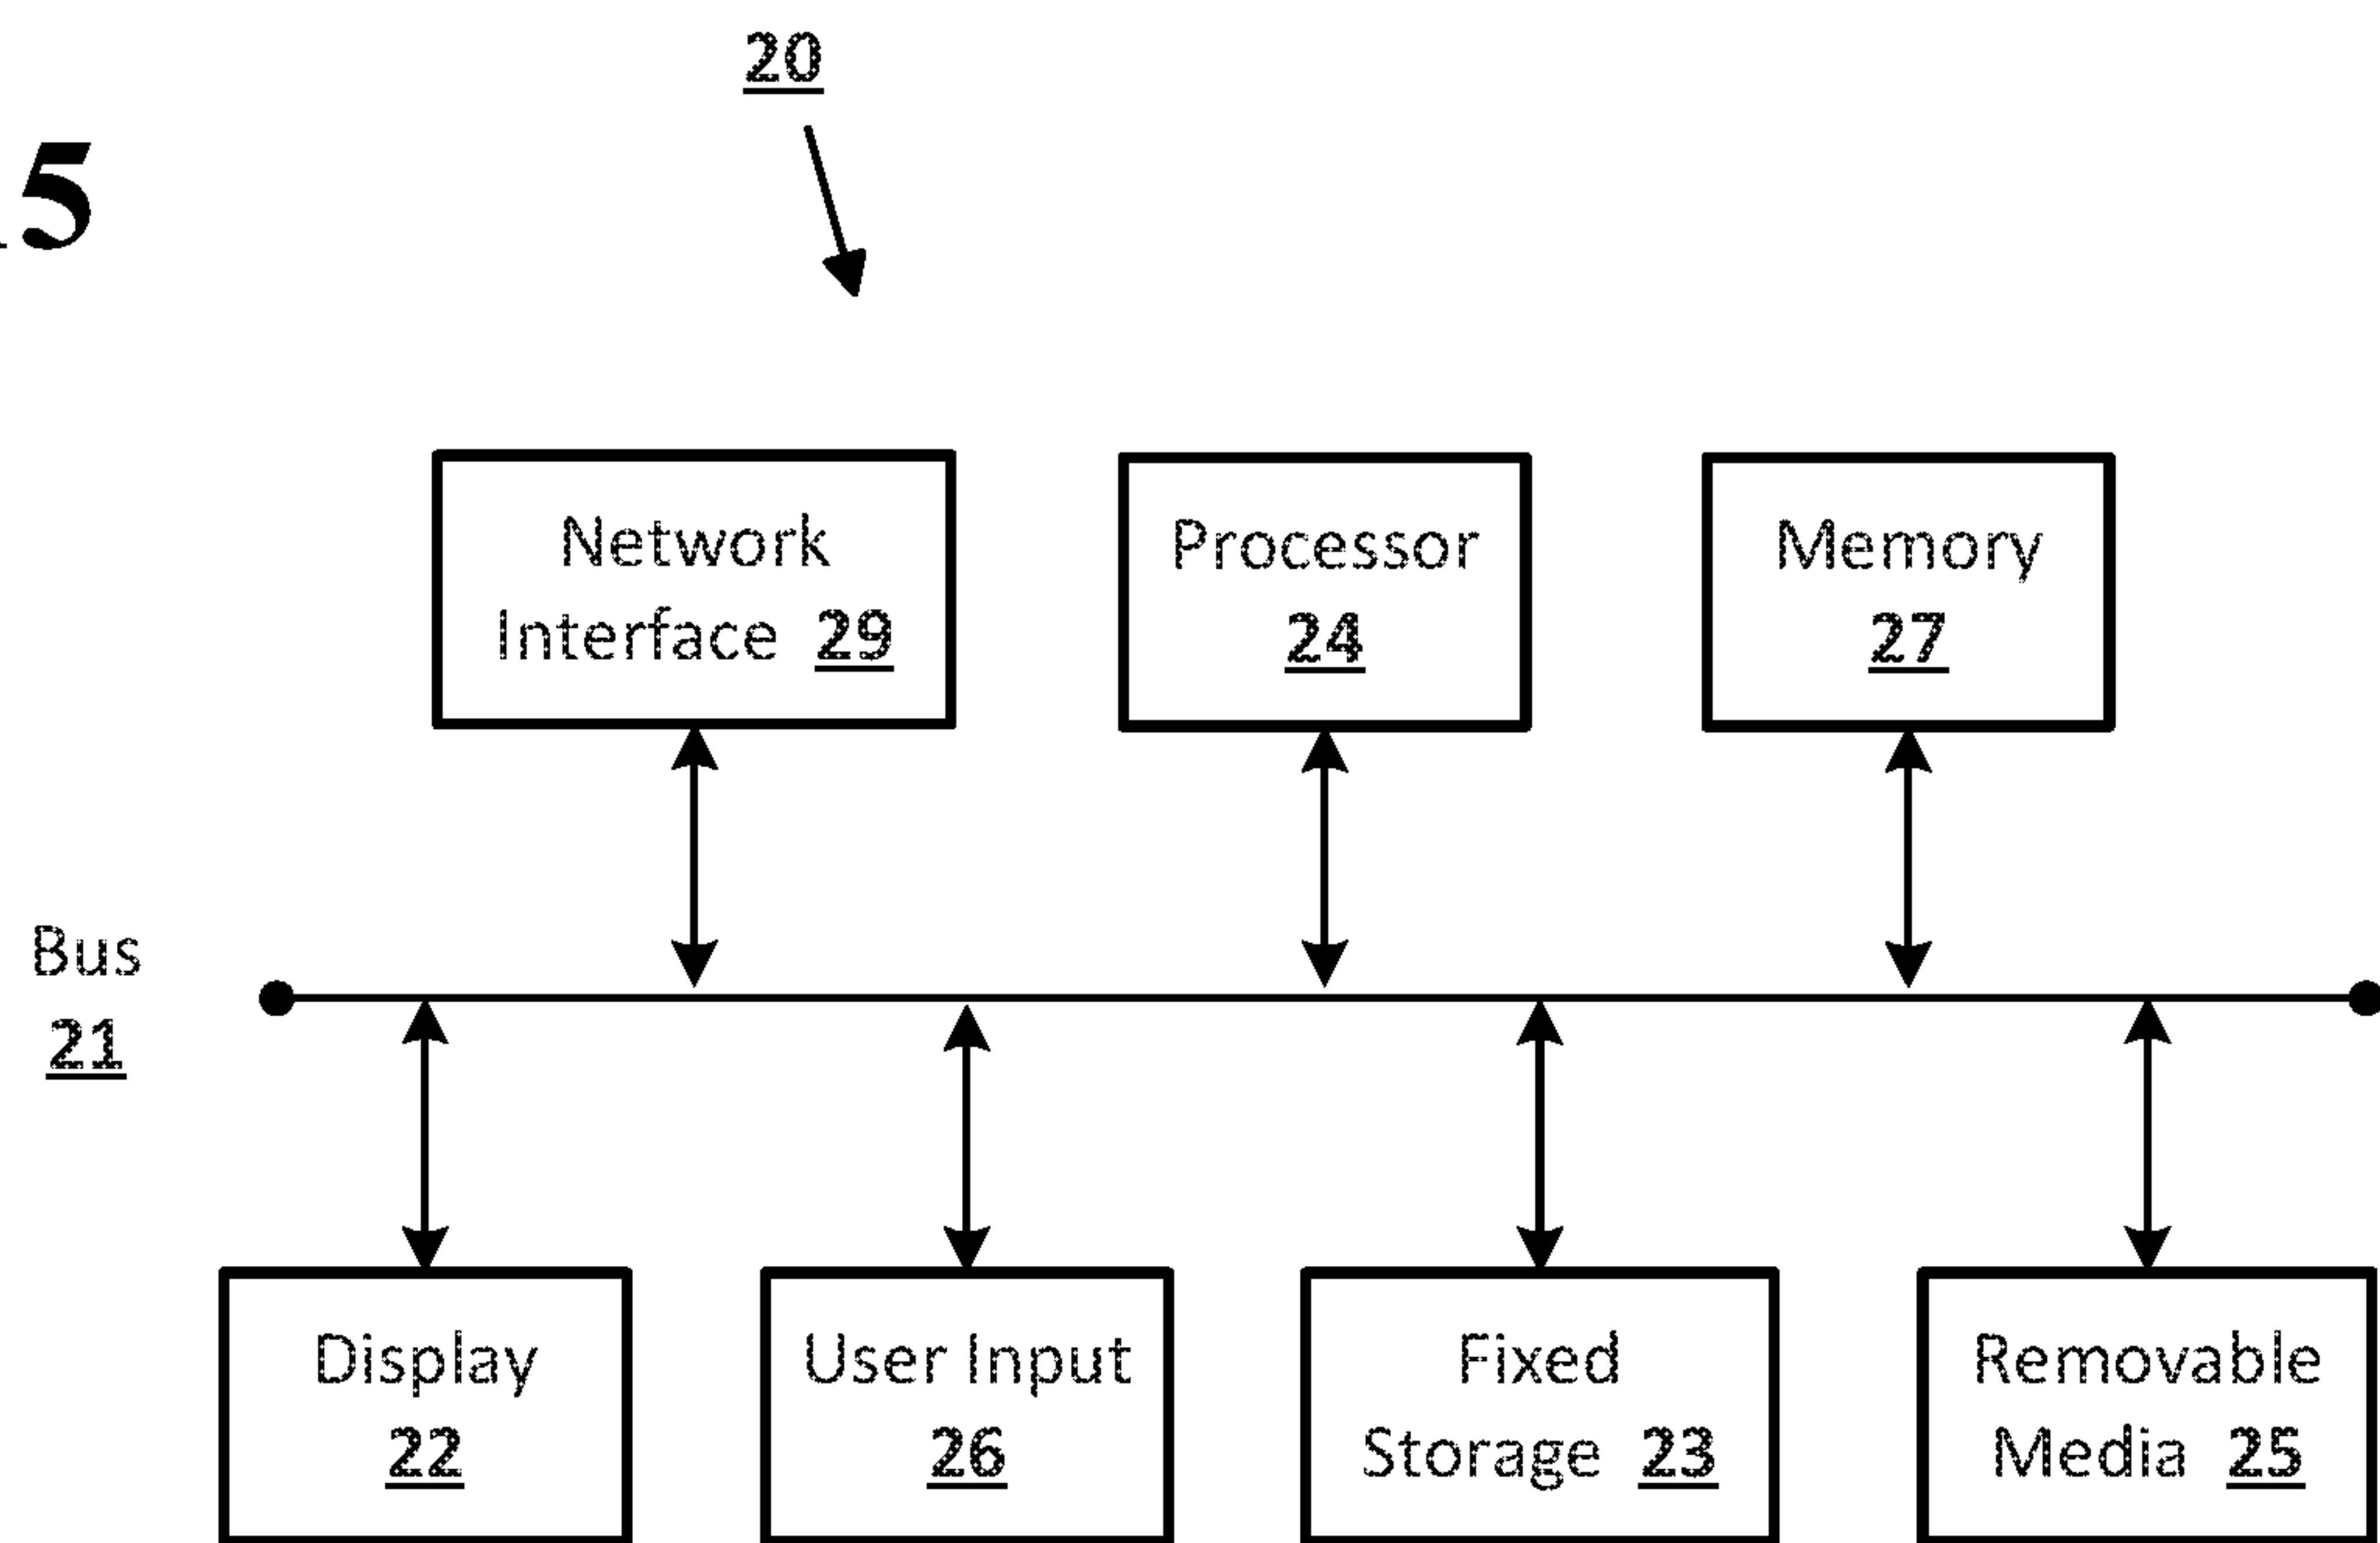 20
5
Network
Interface 29
Processor
24
Memory
27
Bus
21
Display
22
User Input
26
Fixed
Storage 23
Removable
Media 25